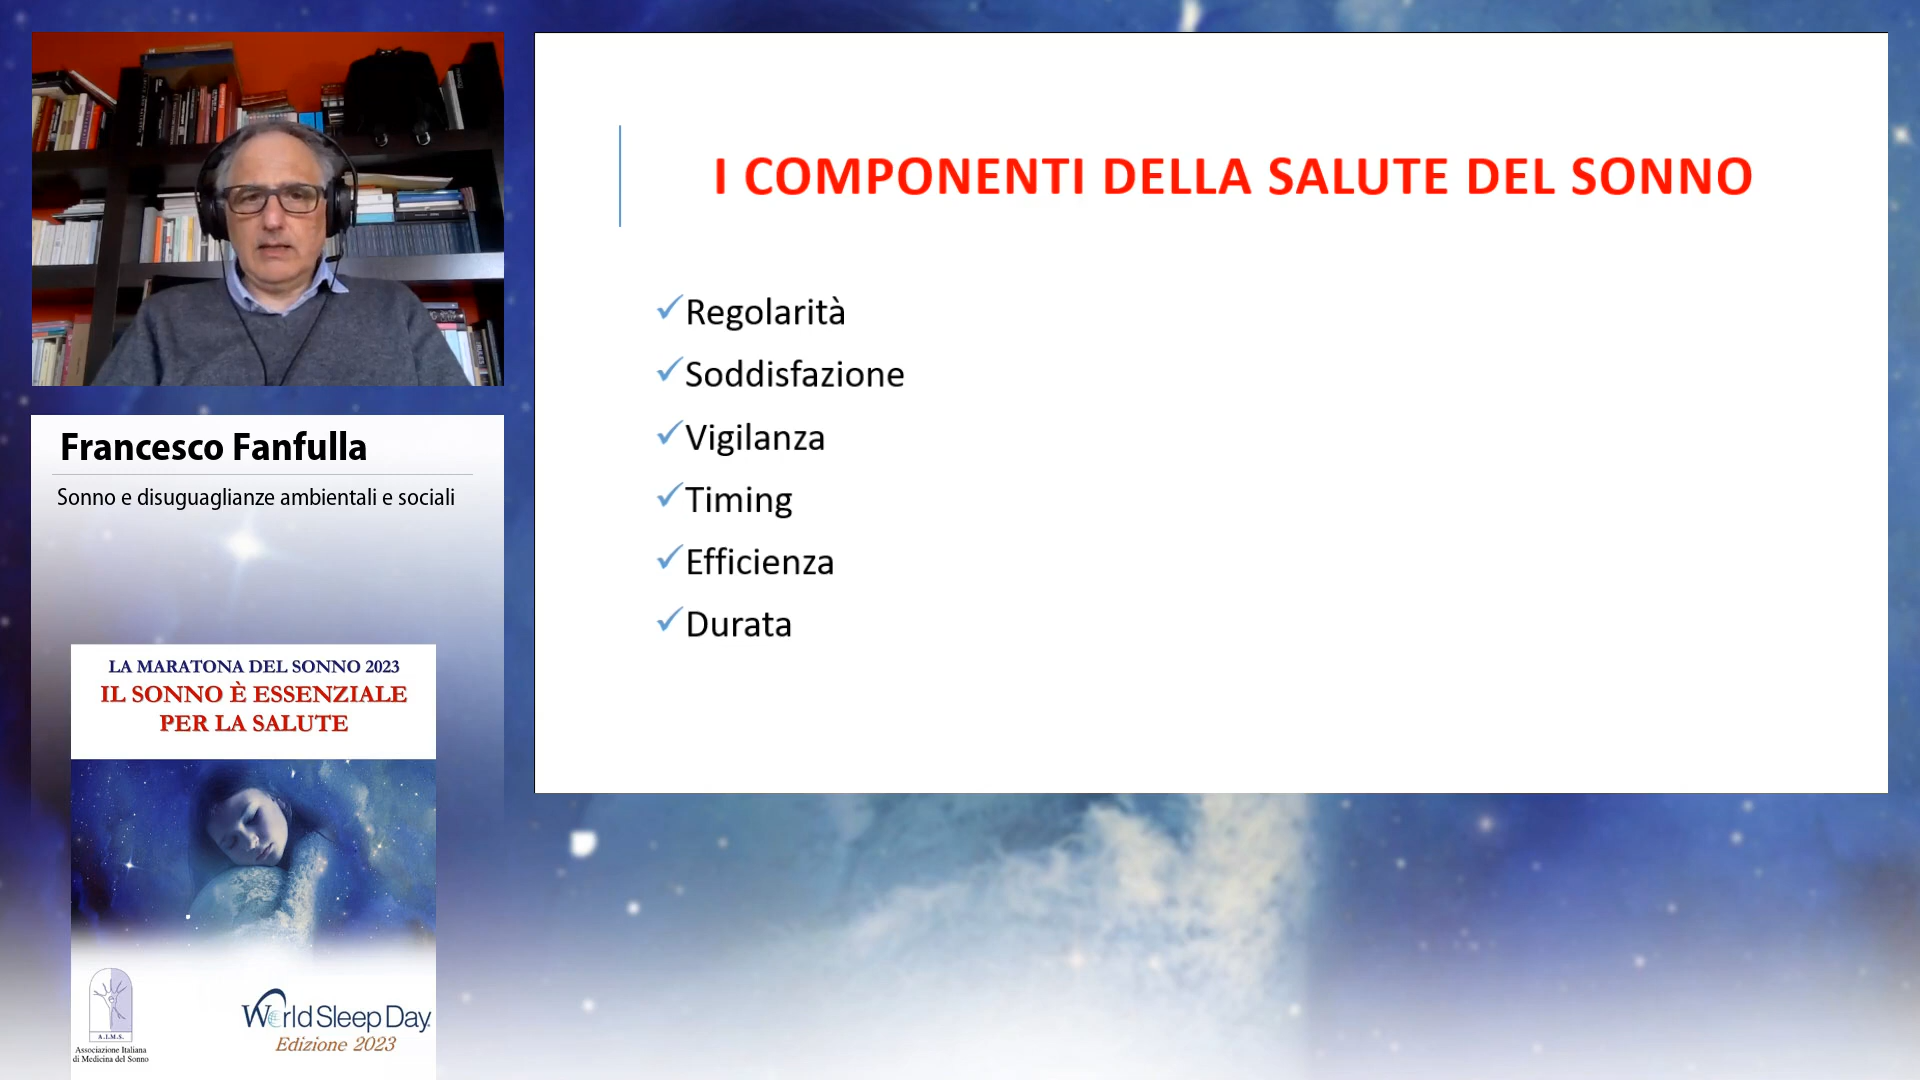 Francesco Fanfulla
Sonno e disuguaglianze ambientali e sociali
LA MARATONA DEL SONNO 2023
IL SONNO È ESSENZIALE
PER LA SALUTE
A.I.M.S.
Associazione Italiana
di Medicina del Sonno
World Sleep Day.
Edizione 2023
I COMPONENTI DELLA SALUTE DEL SONNO
✓Regolarità
✓Soddisfazione
✓Vigilanza
✓Timing
✓Efficienza
✓Durata